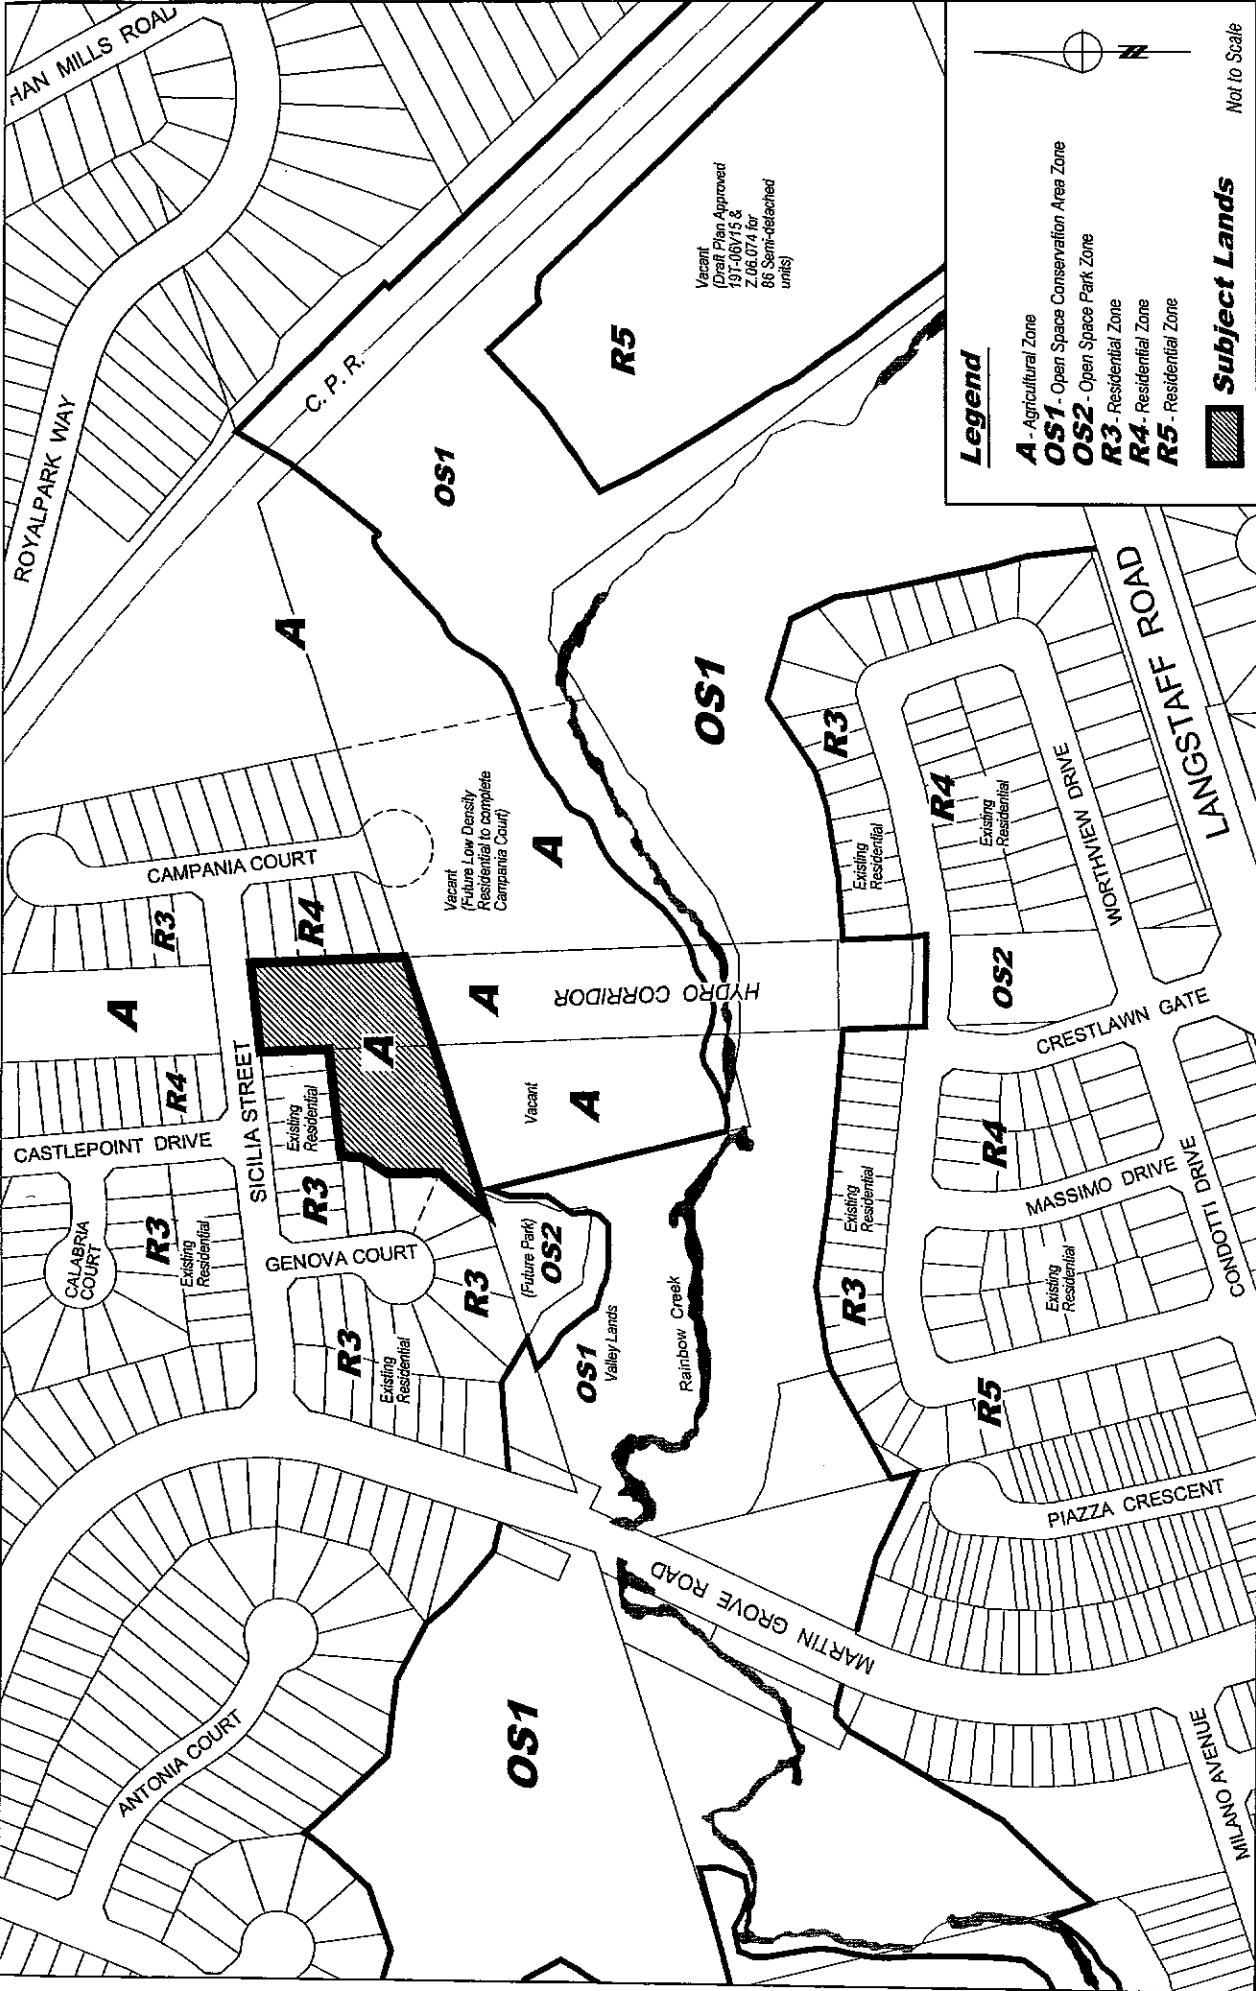 HAN MILLS ROAD
ROYALPARK WAY
C. P. R.
OS1
R5
Vacant
(Draft Plan Approved
19T-06V15 &
Z.06.074 for
86 Semi-detached
units)
A
CAMPANIA COURT
R3
R4
Vacant
(Future Low Density
Residential to complete
Campania Court)
A
OS1
A
A
HYDRO CORRIDOR
A
SICILIA STREET
R4
CASTLEPOINT DRIVE
Existing
Residential
R3
Vacant
A
CALABRIA
COURT
R3
Existing
Residential
GENOVA COURT
R3
(Future Park)
OS2
R3
Existing
Residential
OS1
Valley Lands
Rainbow Creek
MARTIN GROVE ROAD
ANTONIA COURT
OS1
R3
Existing
Residential
R4
Existing
Residential
WORTHVIEW DRIVE
LANGSTAFF ROAD
OS2
CRESTLAWN GATE
R4
Existing
Residential
R3
MASSIMO DRIVE
CONDOTTI DRIVE
Existing
Residential
R5
PIAZZA CRESCENT
MILANO AVENUE
Legend
A - Agricultural Zone
OS1 - Open Space Conservation Area Zone
OS2 - Open Space Park Zone
R3 - Residential Zone
R4 - Residential Zone
R5 - Residential Zone
Subject Lands
N
Not to Scale